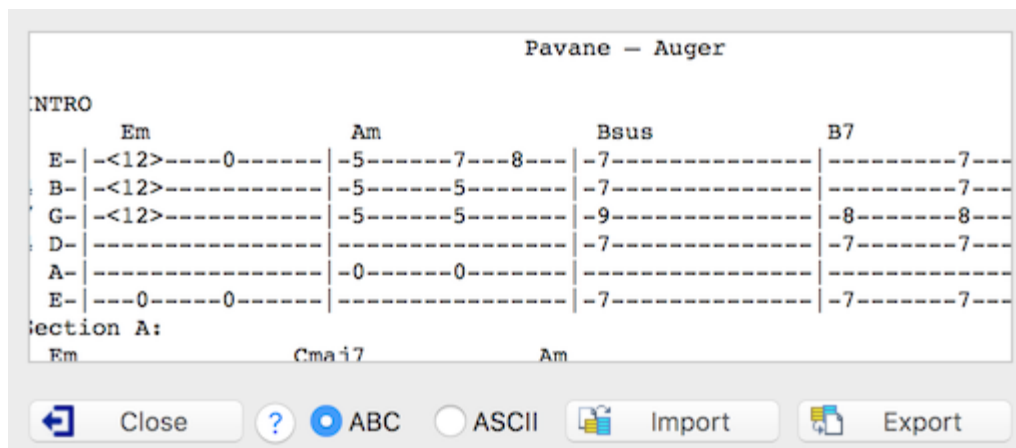 Pavane — Auger
INTRO
Em Am Bsus B7
E-|-<12>----0------|-5------7---8---|-7--------------|---------7---
B-|-<12>-----------|-5------5-------|-7--------------|---------7---
G-|-<12>-----------|-5------5-------|-9--------------|-8-------8---
D-|----------------|----------------|-7--------------|-7-------7---
A-|----------------|-0------0-------|----------------|-------------
E-|---0-----0------|----------------|-7--------------|-7-------7---
Section A:
Em Cmaj7 Am
Close ? ABC ASCII Import Export